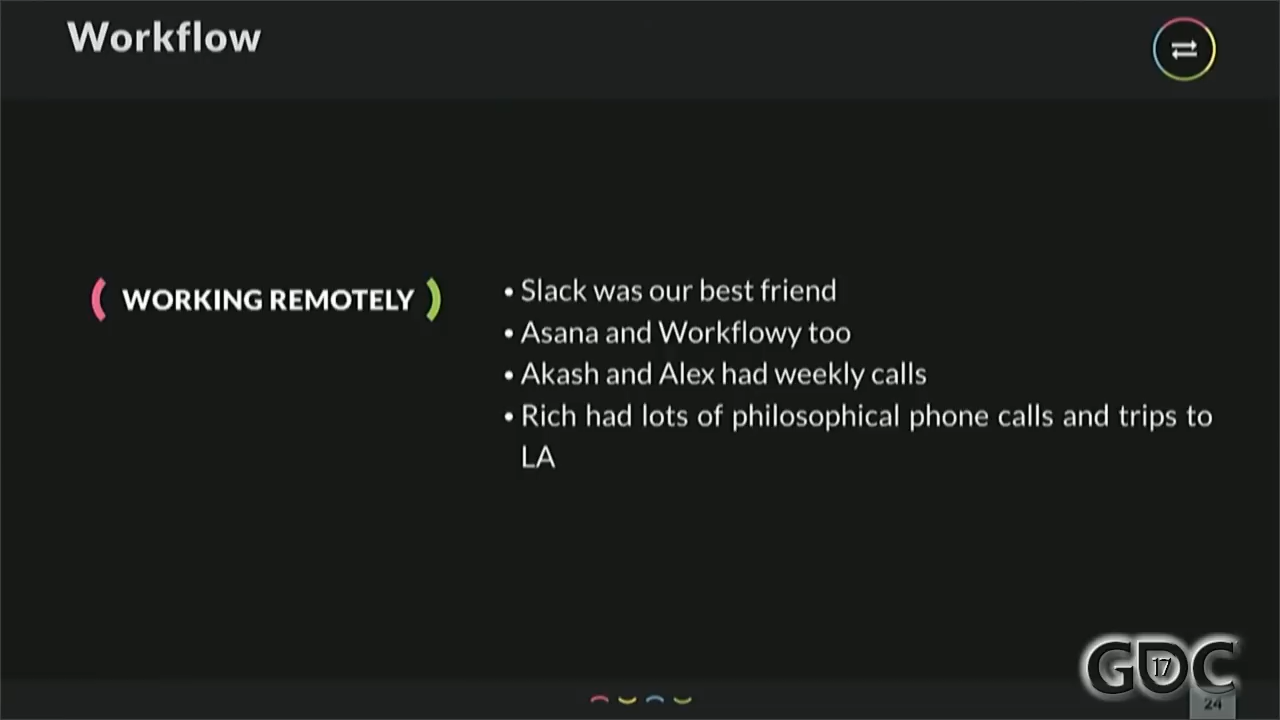 Workflow
WORKING REMOTELY
• Slack was our best friend
• Asana and Workflowy too
• Akash and Alex had weekly calls
• Rich had lots of philosophical phone calls and trips to
LA
GDC
17
24